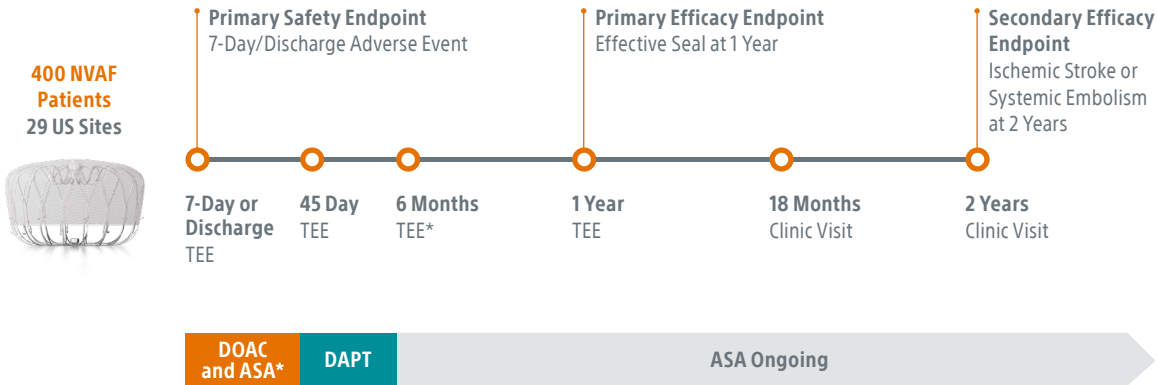 Primary Safety Endpoint
7-Day/Discharge Adverse Event
Primary Efficacy Endpoint
Effective Seal at 1 Year
Secondary Efficacy
Endpoint
Ischemic Stroke or
Systemic Embolism
at 2 Years
400 NVAF
Patients
29 US Sites
7-Day or
Discharge
TEE
45 Day
TEE
6 Months
TEE*
1 Year
TEE
18 Months
Clinic Visit
2 Years
Clinic Visit
DOAC
and ASA*
DAPT
ASA Ongoing